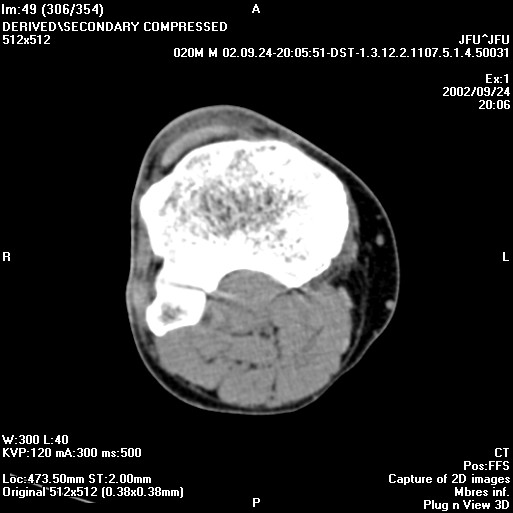 Im:49 (306/354)
A
DERIVED\SECONDARY COMPRESSED
512x512
JFU^JFU
020M M 02.09.24-20:05:51-DST-1.3.12.2.1107.5.1.4.50031
Ex:1
2002/09/24
20:06
R
L
W:300 L:40
KVP:120 mA:300 ms:500
CT
Pos:FFS
Loc:473.50mm ST:2.00mm
Capture of 2D images
Original 512x512 (0.38x0.38mm)
Mbres inf.
P
Plug n View 3D